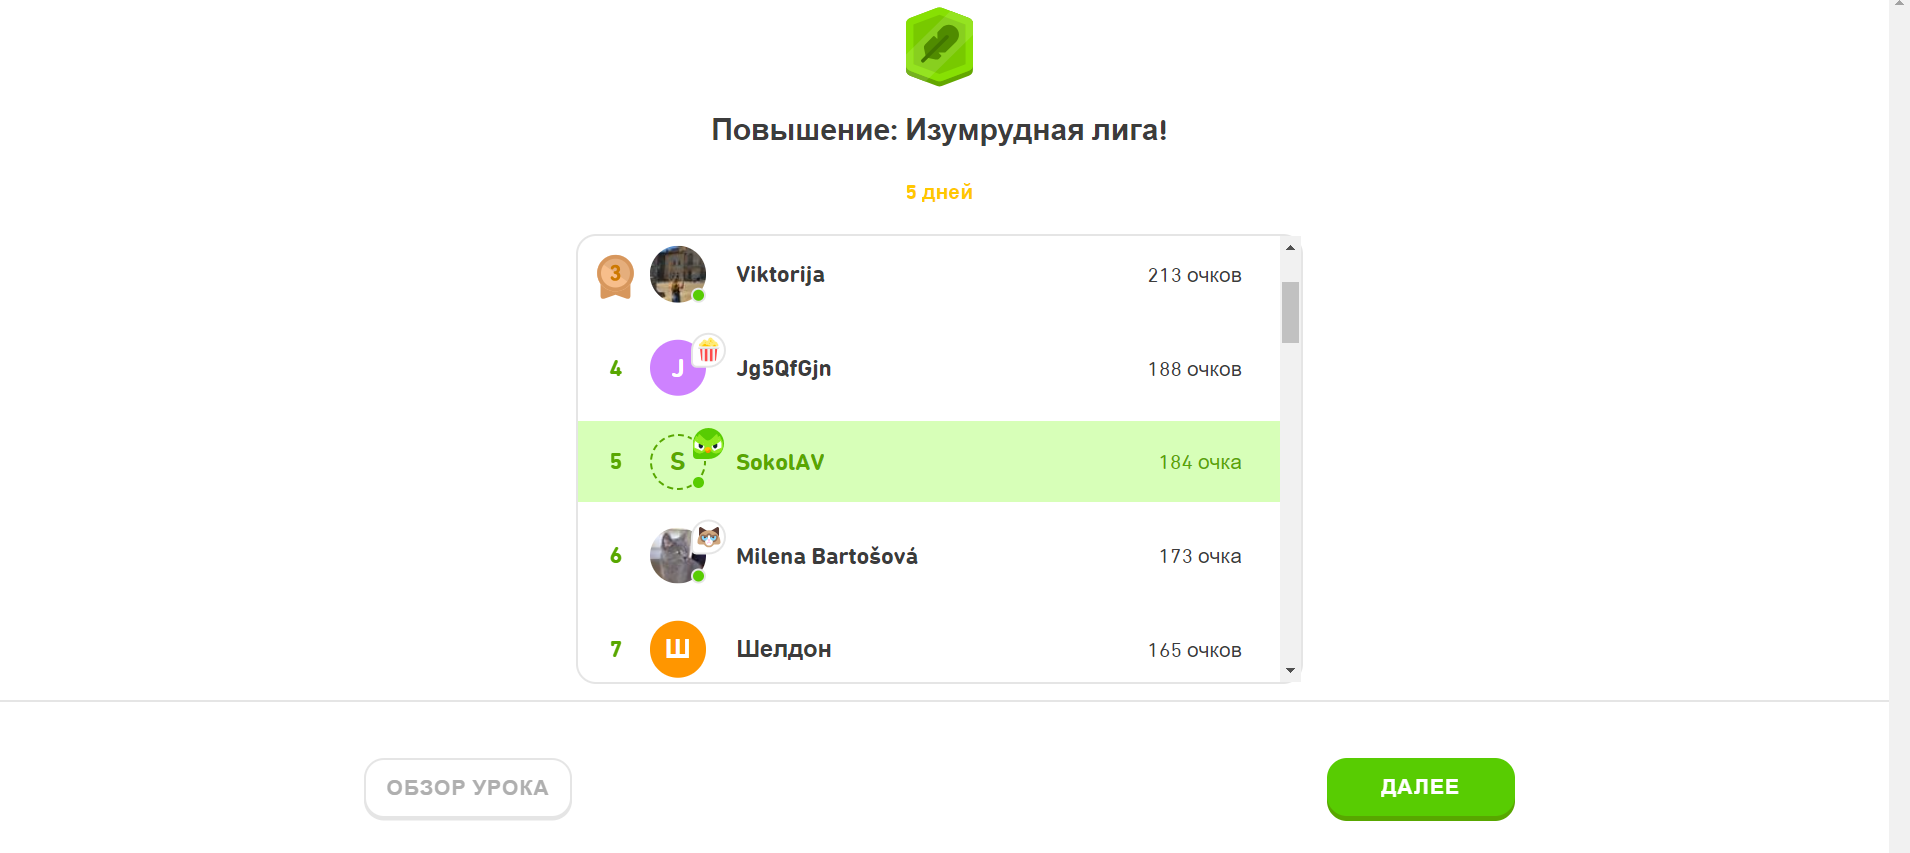 Повышение: Изумрудная лига!
5 дней
3 Viktorija 213 очков
4 J Jg5QfGjn 188 очков
5 S SokolAV 184 очка
6 Milena Bartošová 173 очка
7 Ш Шелдон 165 очков
ОБЗОР УРОКА ДАЛЕЕ